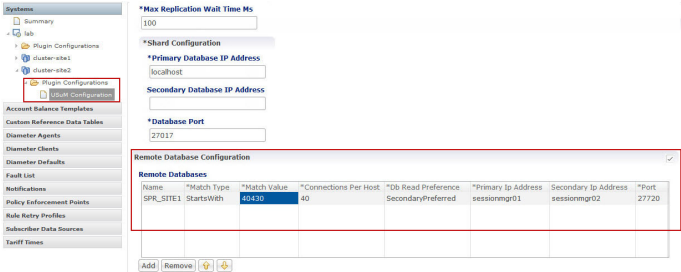 Systems
Summary
lab
Plugin Configurations
cluster-site1
cluster-site2
Plugin Configurations
USuM Configuration
Account Balance Templates
Custom Reference Data Tables
Diameter Agents
Diameter Clients
Diameter Defaults
Fault List
Notifications
Policy Enforcement Points
Rule Retry Profiles
Subscriber Data Sources
Tariff Times
*Max Replication Wait Time Ms
100
*Shard Configuration
*Primary Database IP Address
localhost
Secondary Database IP Address
*Database Port
27017
Remote Database Configuration
Remote Databases
Name *Match Type *Match Value *Connections Per Host *Db Read Preference *Primary Ip Address Secondary Ip Address *Port
SPR_SITE1 StartsWith 40430 40 SecondaryPreferred sessionmgr01 sessionmgr02 27720
Add Remove